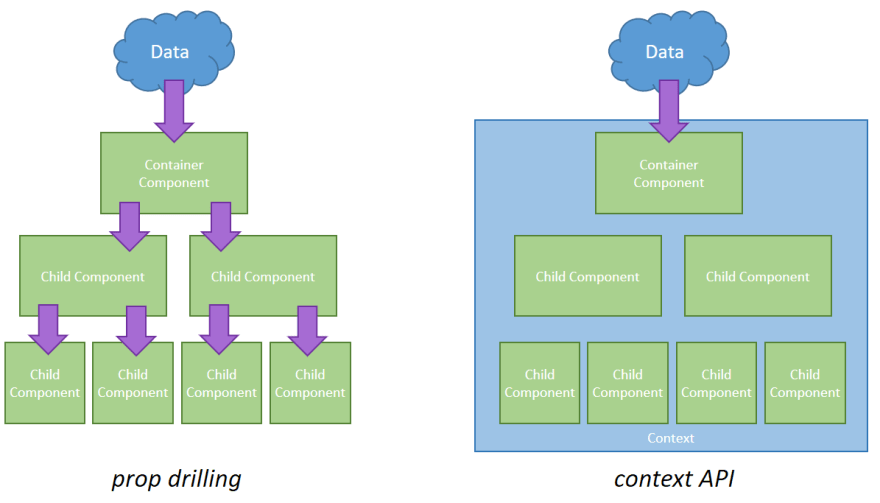 Data
Container
Component
Child Component
Child Component
Child
Component
Child
Component
Child
Component
Child
Component
prop drilling
Data
Container
Component
Child Component
Child Component
Child
Component
Child
Component
Child
Component
Child
Component
Context
context API